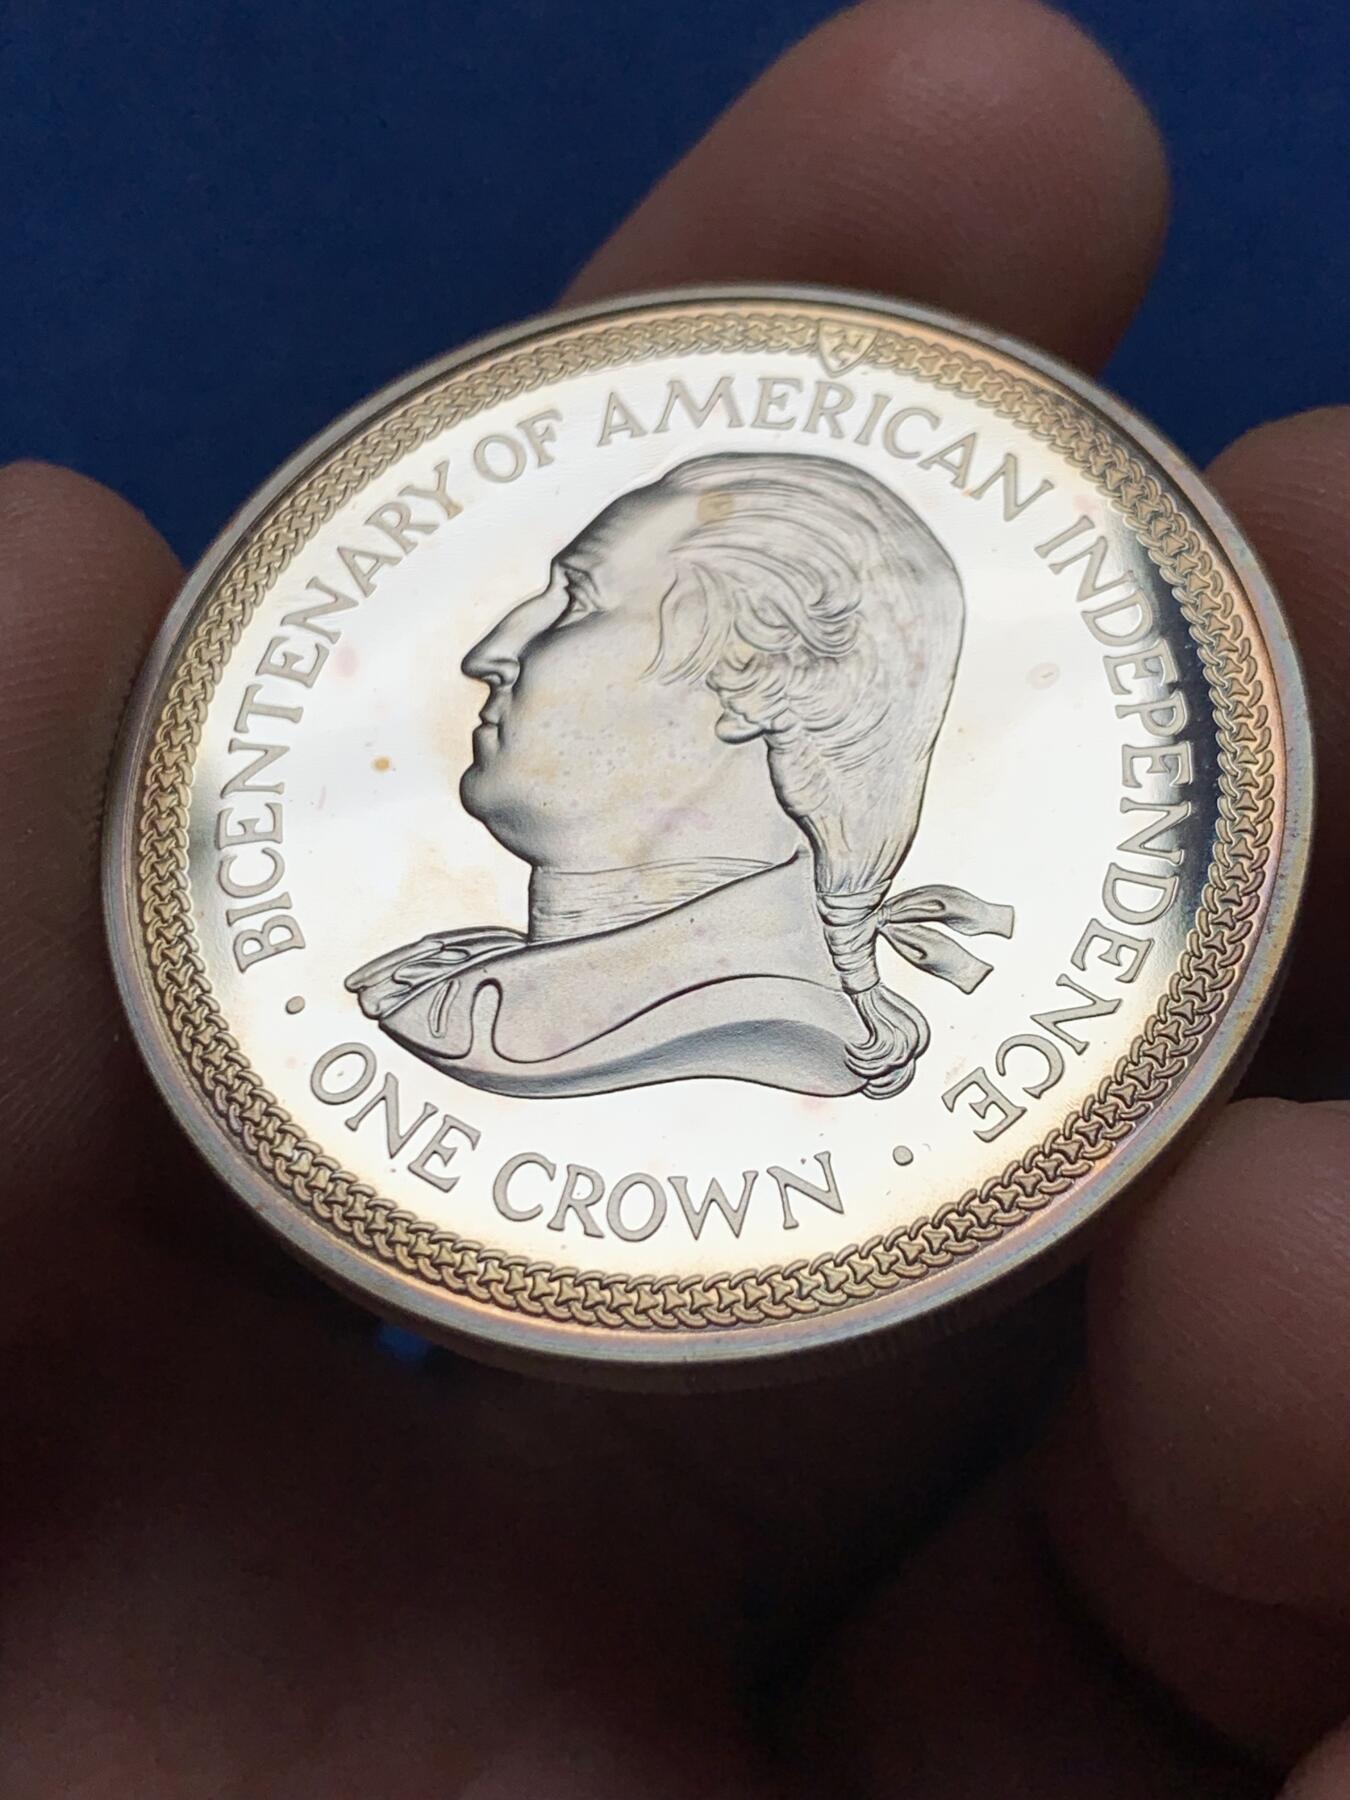 BICENTENARY OF AMERICAN INDEPENDENCE
• ONE CROWN •